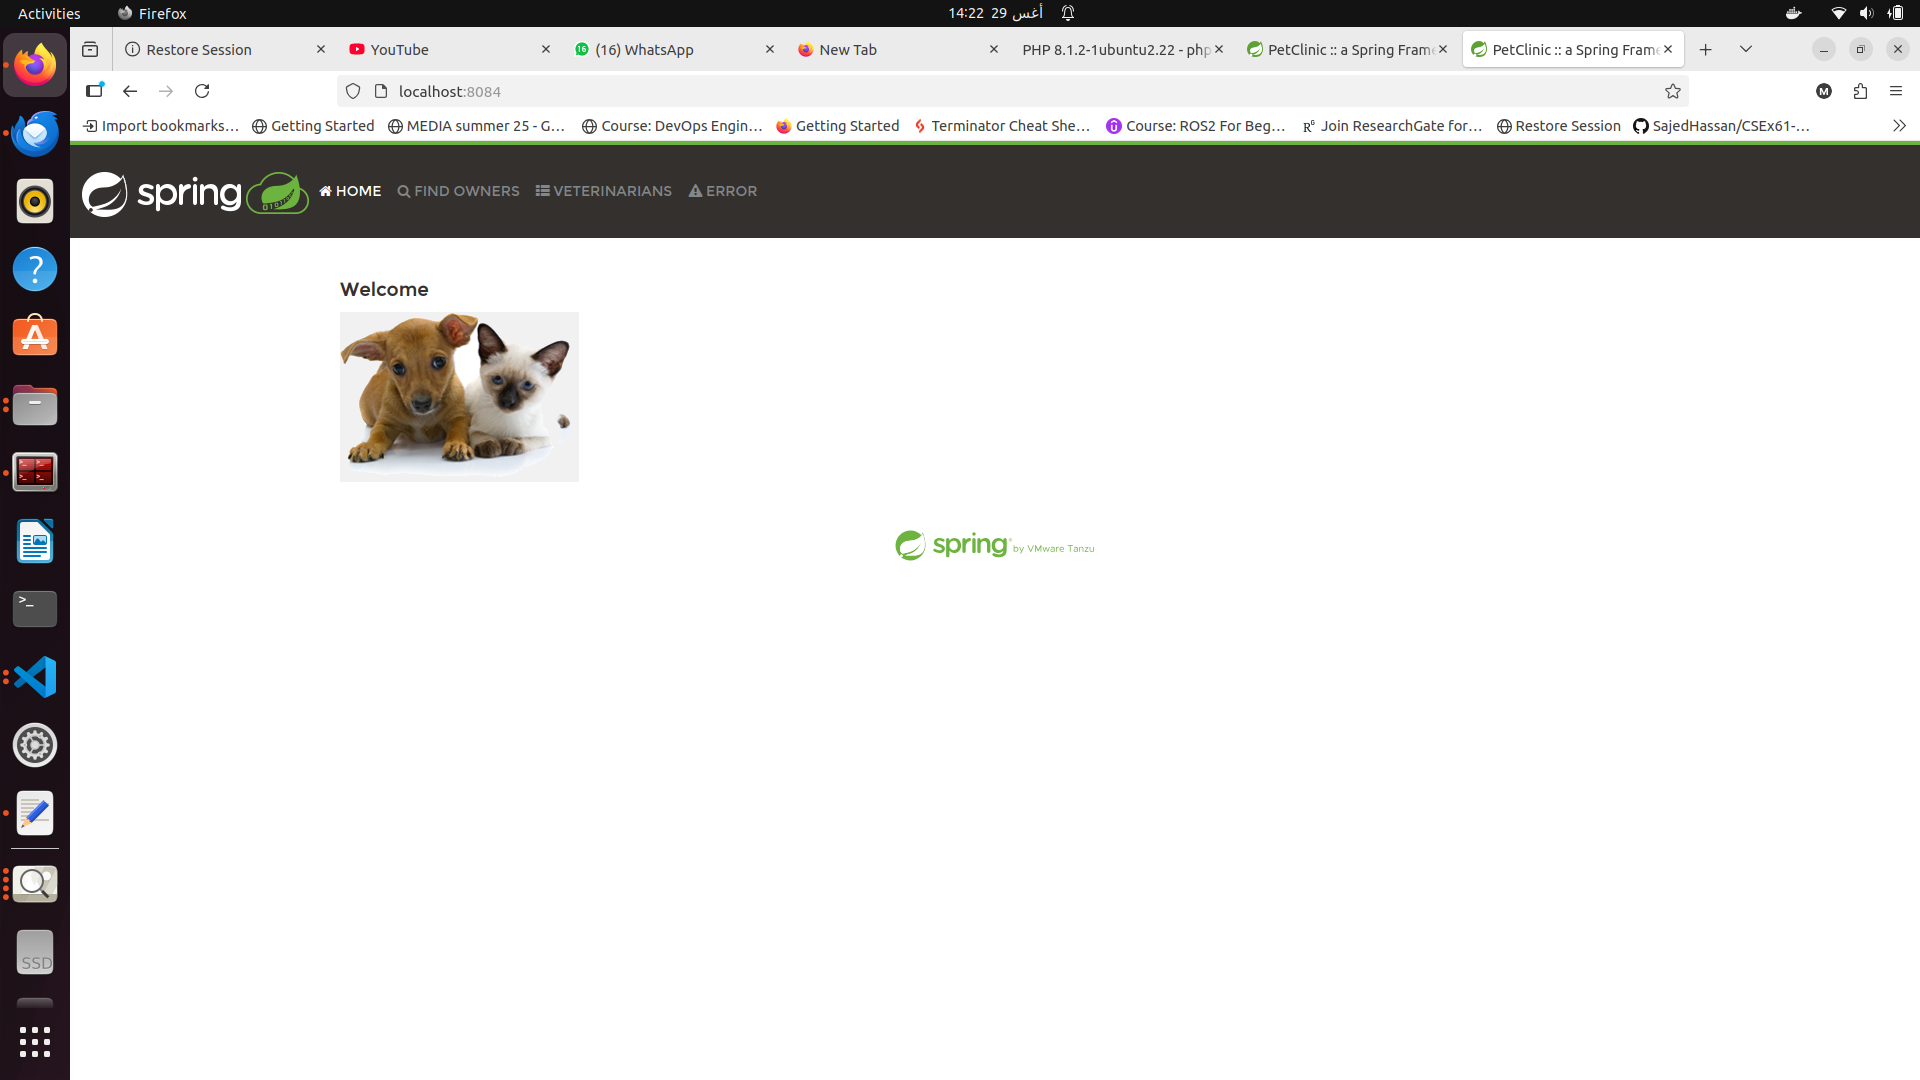 Activities
Firefox
14:22 29 أغس
Restore Session
YouTube
(16) WhatsApp
New Tab
PHP 8.1.2-1ubuntu2.22 - php
PetClinic :: a Spring Frame
PetClinic :: a Spring Frame
localhost:8084
M
Import bookmarks…
Getting Started
MEDIA summer 25 - G…
Course: DevOps Engin…
Getting Started
Terminator Cheat She…
Course: ROS2 For Beg…
Join ResearchGate for…
Restore Session
SajedHassan/CSEx61-…
spring
HOME
FIND OWNERS
VETERINARIANS
ERROR
Welcome
spring by VMware Tanzu
SSD